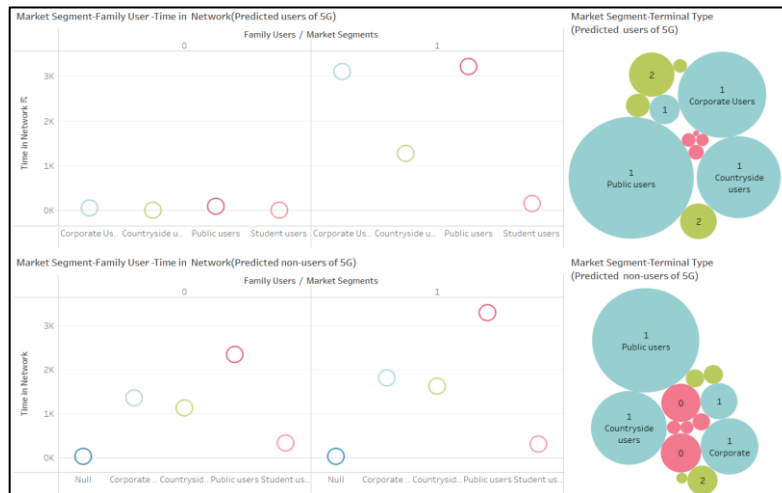 Market Segment-Family User -Time in Network(Predicted users of 5G)
Family Users / Market Segments
0
1
Time in Network
3K
2K
1K
0K
Corporate Us..
Countryside u..
Public users
Student users
Corporate Us..
Countryside u..
Public users
Student users
Market Segment-Terminal Type
(Predicted users of 5G)
2
1
Corporate Users
1
1
Public users
1
Countryside
users
2
Market Segment-Family User -Time in Network(Predicted non-users of 5G)
Family Users / Market Segments
0
1
Time in Network
3K
2K
1K
0K
Null
Corporate ..
Countrysid..
Public users
Student us..
Null
Corporate ..
Countrysid..
Public users
Student us..
Market Segment-Terminal Type
(Predicted non-users of 5G)
1
Public users
0
1
1
Countryside
users
1
Corporate
0
2